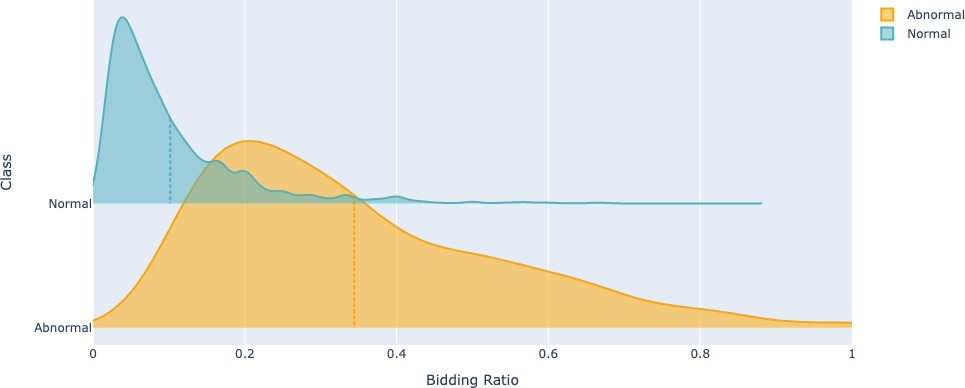 Abnormal
Normal
Class
Normal
Abnormal
0 0.2 0.4 0.6 0.8 1
Bidding Ratio